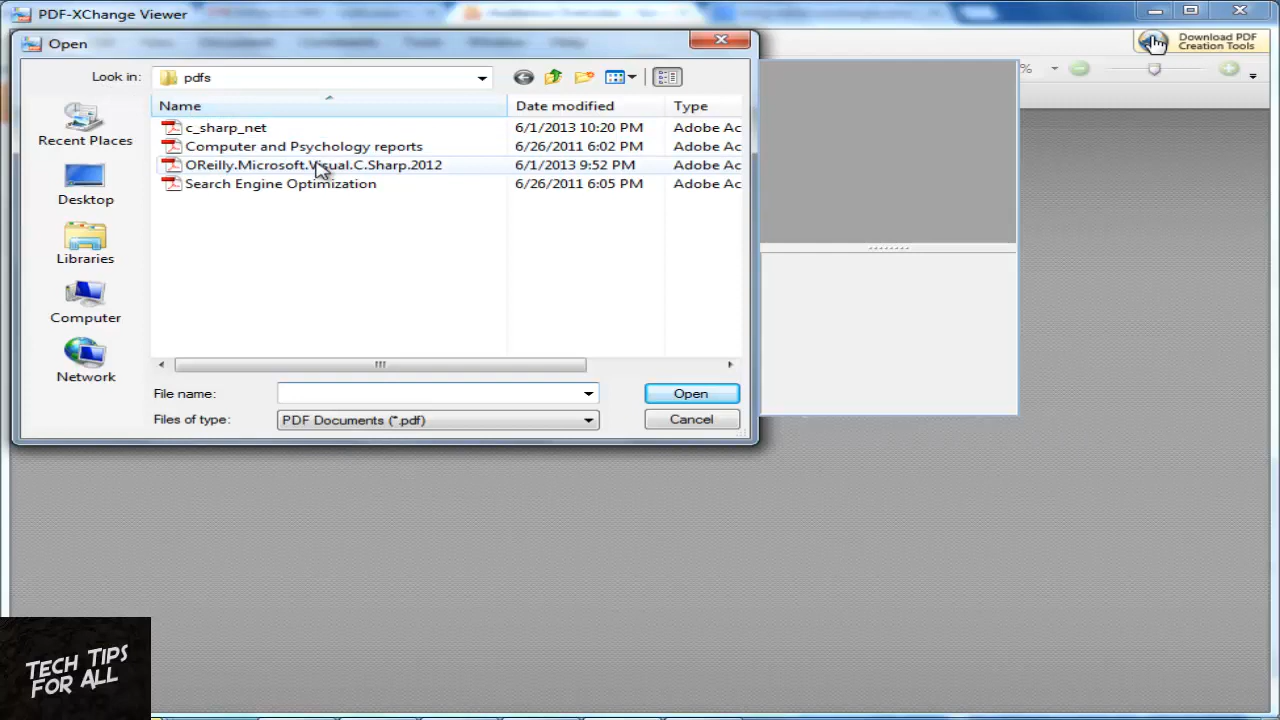 PDF-XChange Viewer
Open
Download PDF
Creation Tools
%
Look in: pdfs
Name Date modified Type
c_sharp_net 6/1/2013 10:20 PM Adobe Ac
Computer and Psychology reports 6/26/2011 6:02 PM Adobe Ac
OReilly.Microsoft.Visual.C.Sharp.2012 6/1/2013 9:52 PM Adobe Ac
Search Engine Optimization 6/26/2011 6:05 PM Adobe Ac
Recent Places
Desktop
Libraries
Computer
Network
File name: Open
Files of type: PDF Documents (*.pdf) Cancel
TECH TIPS
FOR ALL